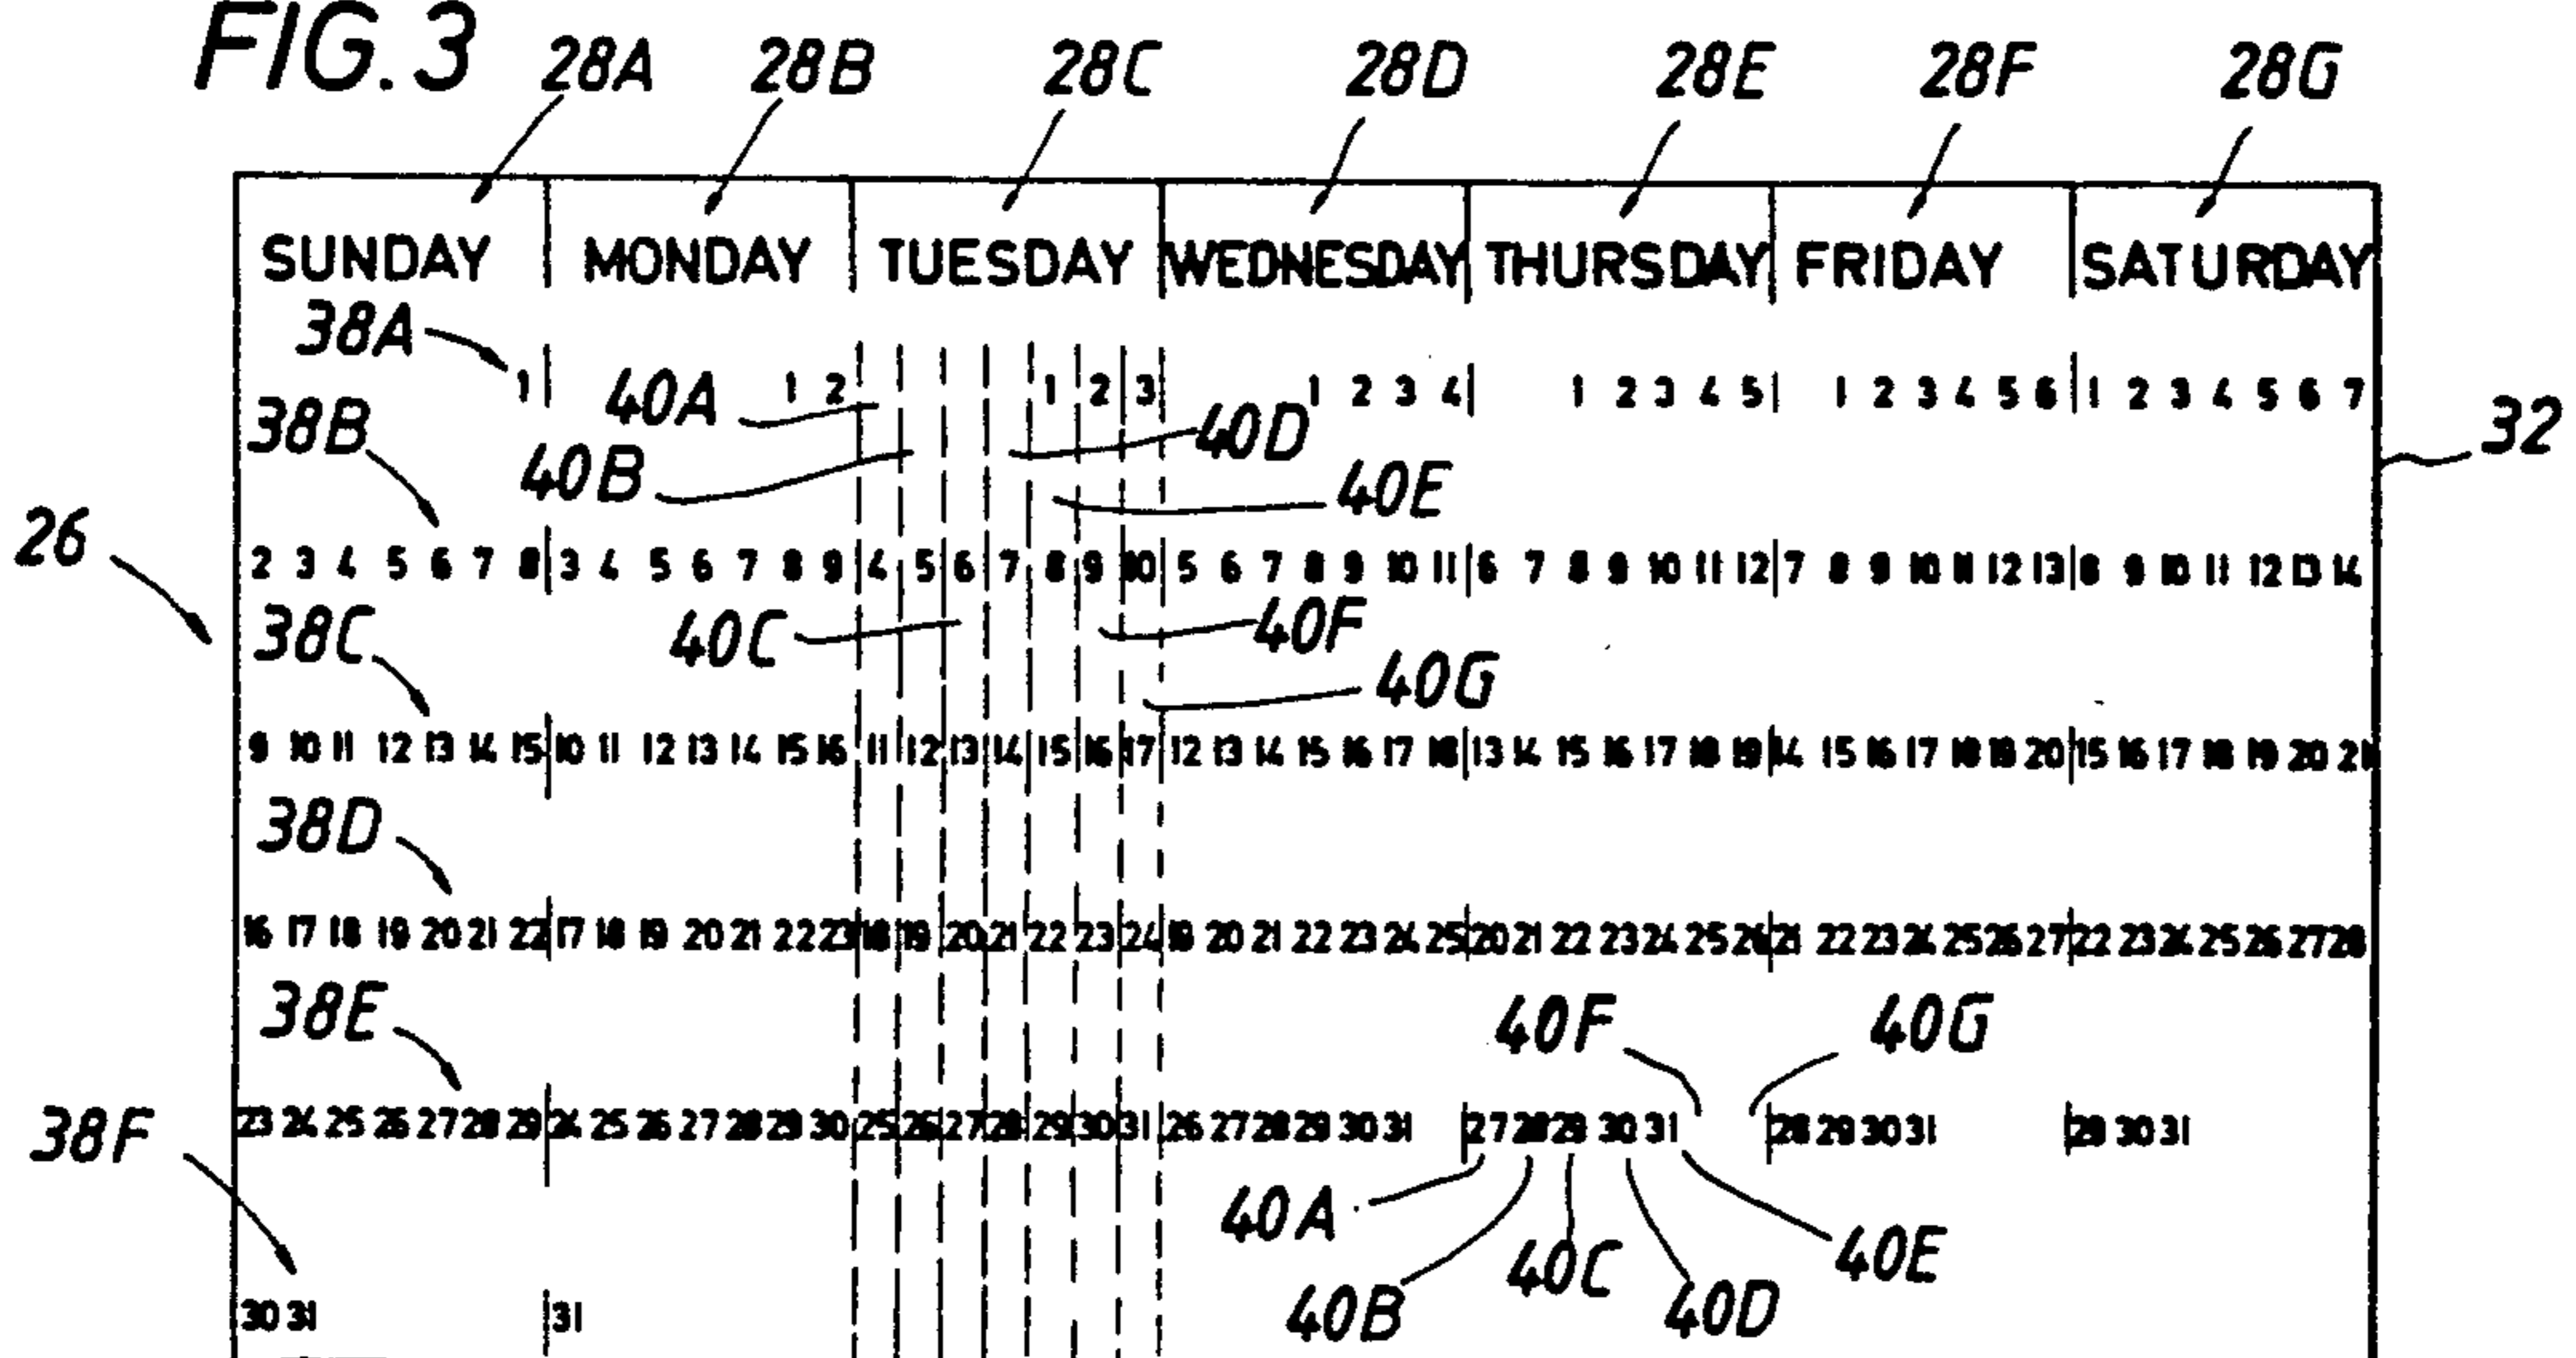 FIG.3 28A 28B 28C 28D 28E 28F 28G
SUNDAY MONDAY TUESDAY WEDNESDAY THURSDAY FRIDAY SATURDAY
38A
1 1 2 1 2 3 1 2 3 4 1 2 3 4 5 1 2 3 4 5 6 1 2 3 4 5 6 7
40A
38B 40D 32
40B 40E
26
2 3 4 5 6 7 8 3 4 5 6 7 8 9 4 5 6 7 8 9 10 5 6 7 8 9 10 11 6 7 8 9 10 11 12 7 8 9 10 11 12 13 8 9 10 11 12 13 14
38C 40C 40F
40G
9 10 11 12 13 14 15 10 11 12 13 14 15 16 11 12 13 14 15 16 17 12 13 14 15 16 17 18 13 14 15 16 17 18 19 14 15 16 17 18 19 20 15 16 17 18 19 20 21
38D
16 17 18 19 20 21 22 17 18 19 20 21 22 23 18 19 20 21 22 23 24 19 20 21 22 23 24 25 20 21 22 23 24 25 26 21 22 23 24 25 26 27 22 23 24 25 26 27 28
38E 40F 40G
23 24 25 26 27 28 29 24 25 26 27 28 29 30 25 26 27 28 29 30 31 26 27 28 29 30 31 27 28 29 30 31 28 29 30 31 29 30 31
38F
40A 40C 40E
40B 40D
30 31 31